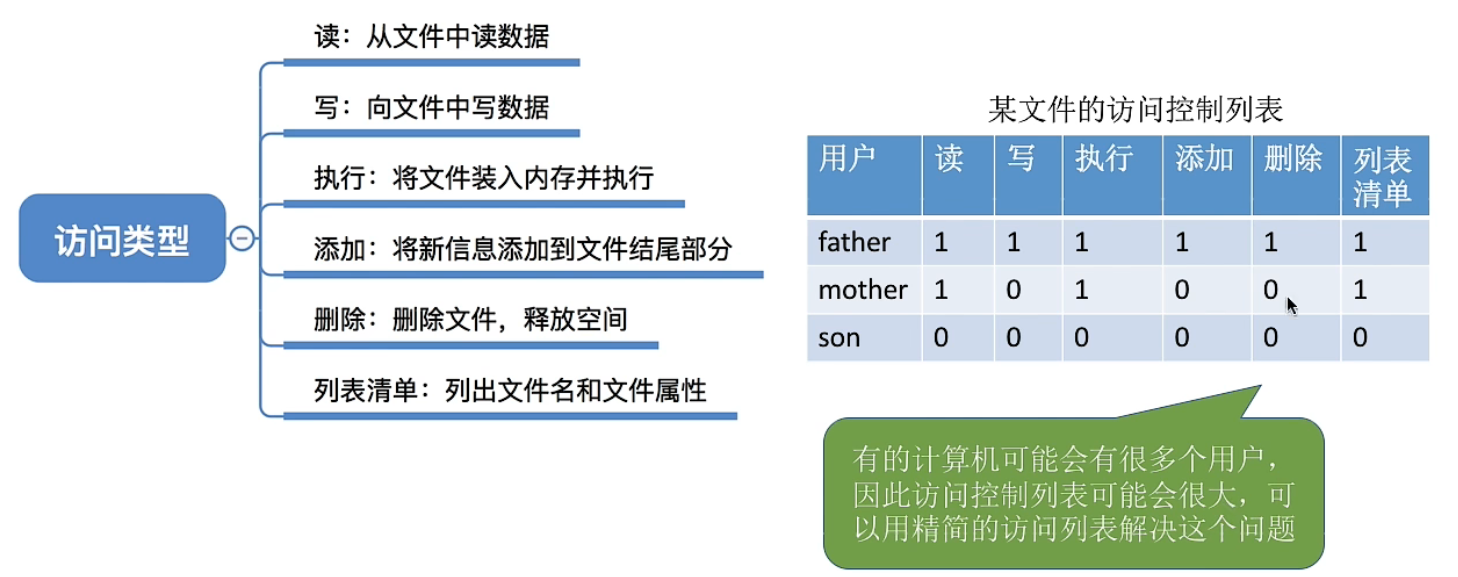 访问类型
读：从文件中读数据
写：向文件中写数据
执行：将文件装入内存并执行
添加：将新信息添加到文件结尾部分
删除：删除文件，释放空间
列表清单：列出文件名和文件属性
某文件的访问控制列表
用户 读 写 执行 添加 删除 列表
清单
father 1 1 1 1 1 1
mother 1 0 1 0 0 1
son 0 0 0 0 0 0
有的计算机可能会有很多个用户，
因此访问控制列表可能会很大，可
以用精简的访问列表解决这个问题